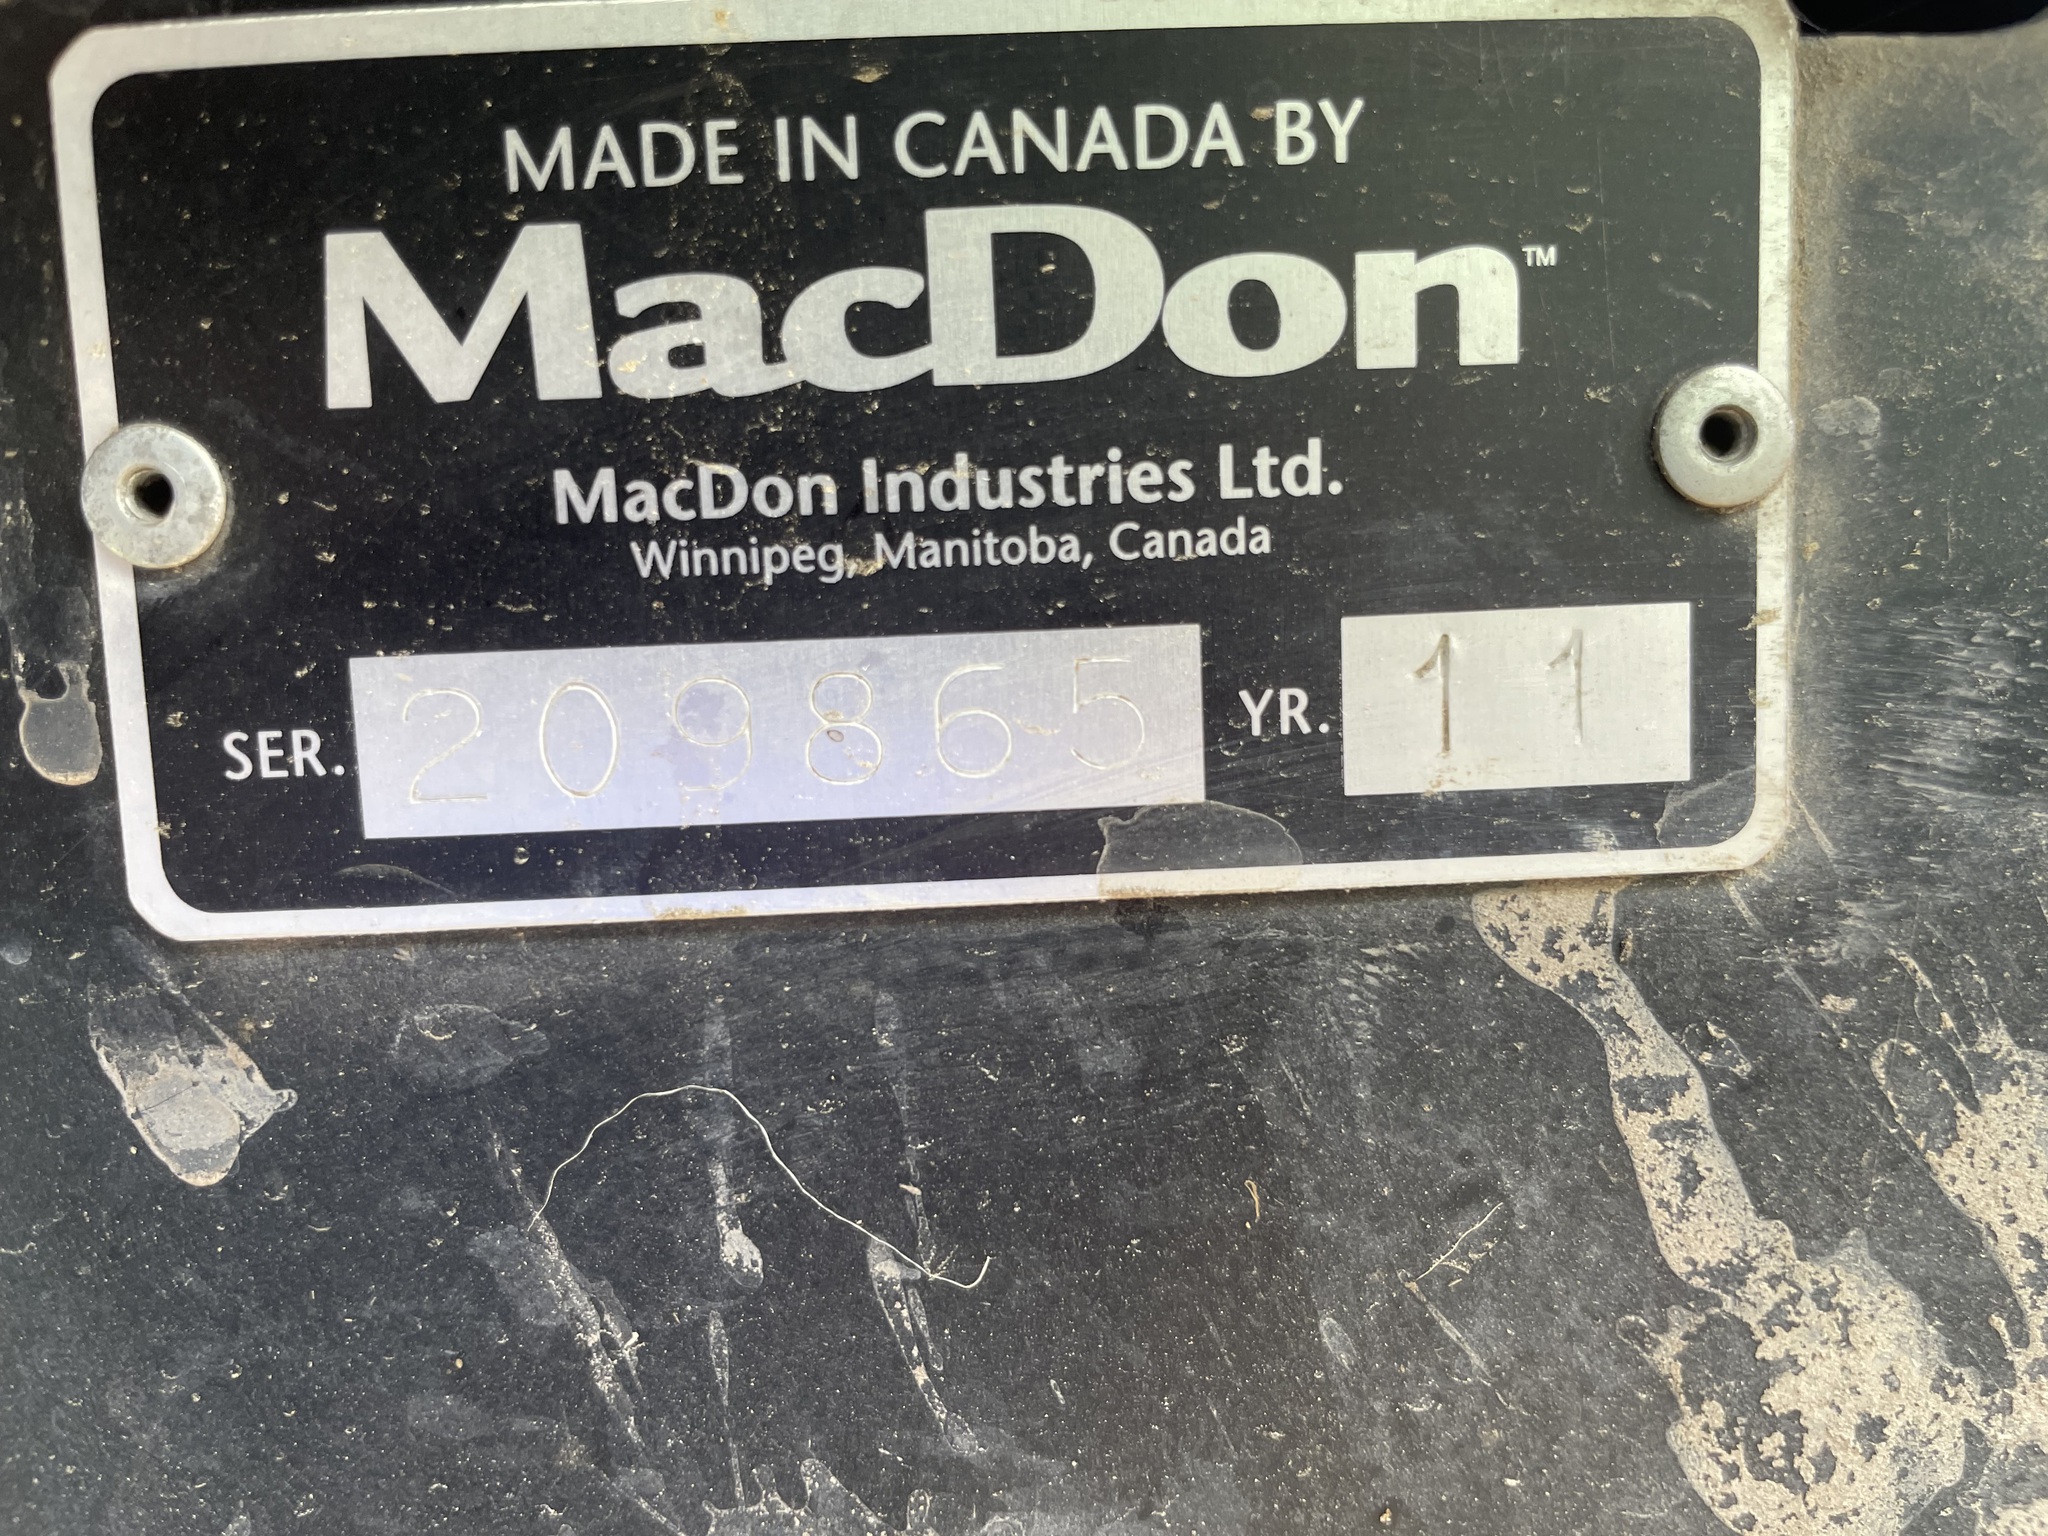 MADE IN CANADA BY
MacDon™
MacDon Industries Ltd.
Winnipeg, Manitoba, Canada
SER. 209865 YR. 11